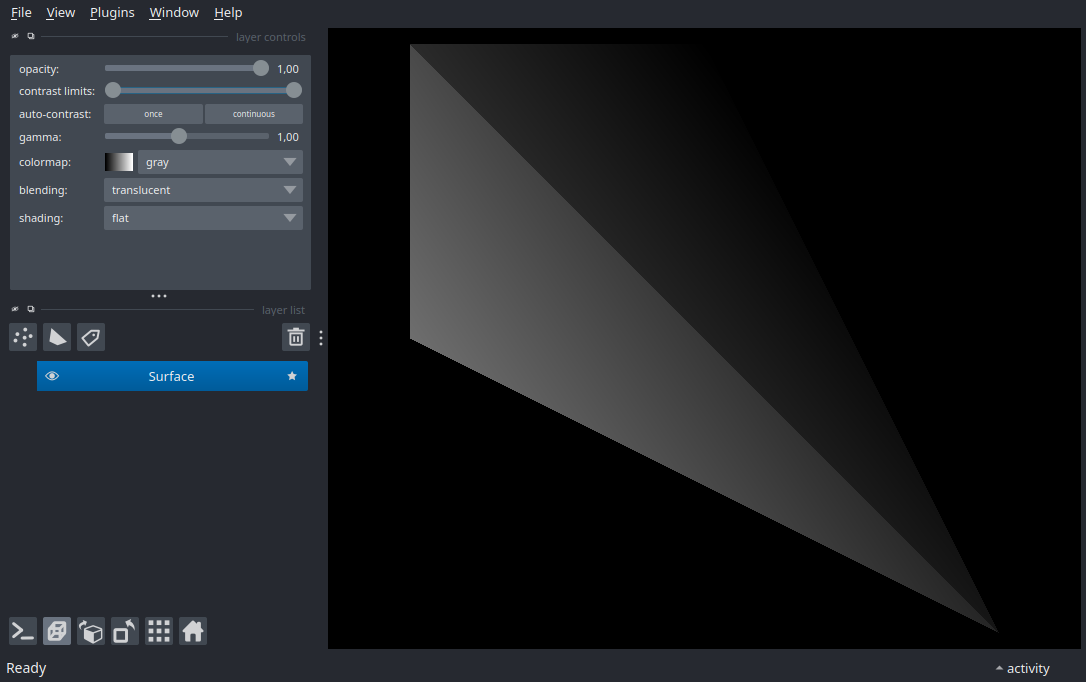 File View Plugins Window Help
layer controls
opacity: 1,00
contrast limits:
auto-contrast: once continuous
gamma: 1,00
colormap: gray
blending: translucent
shading: flat
layer list
Surface
Ready
activity